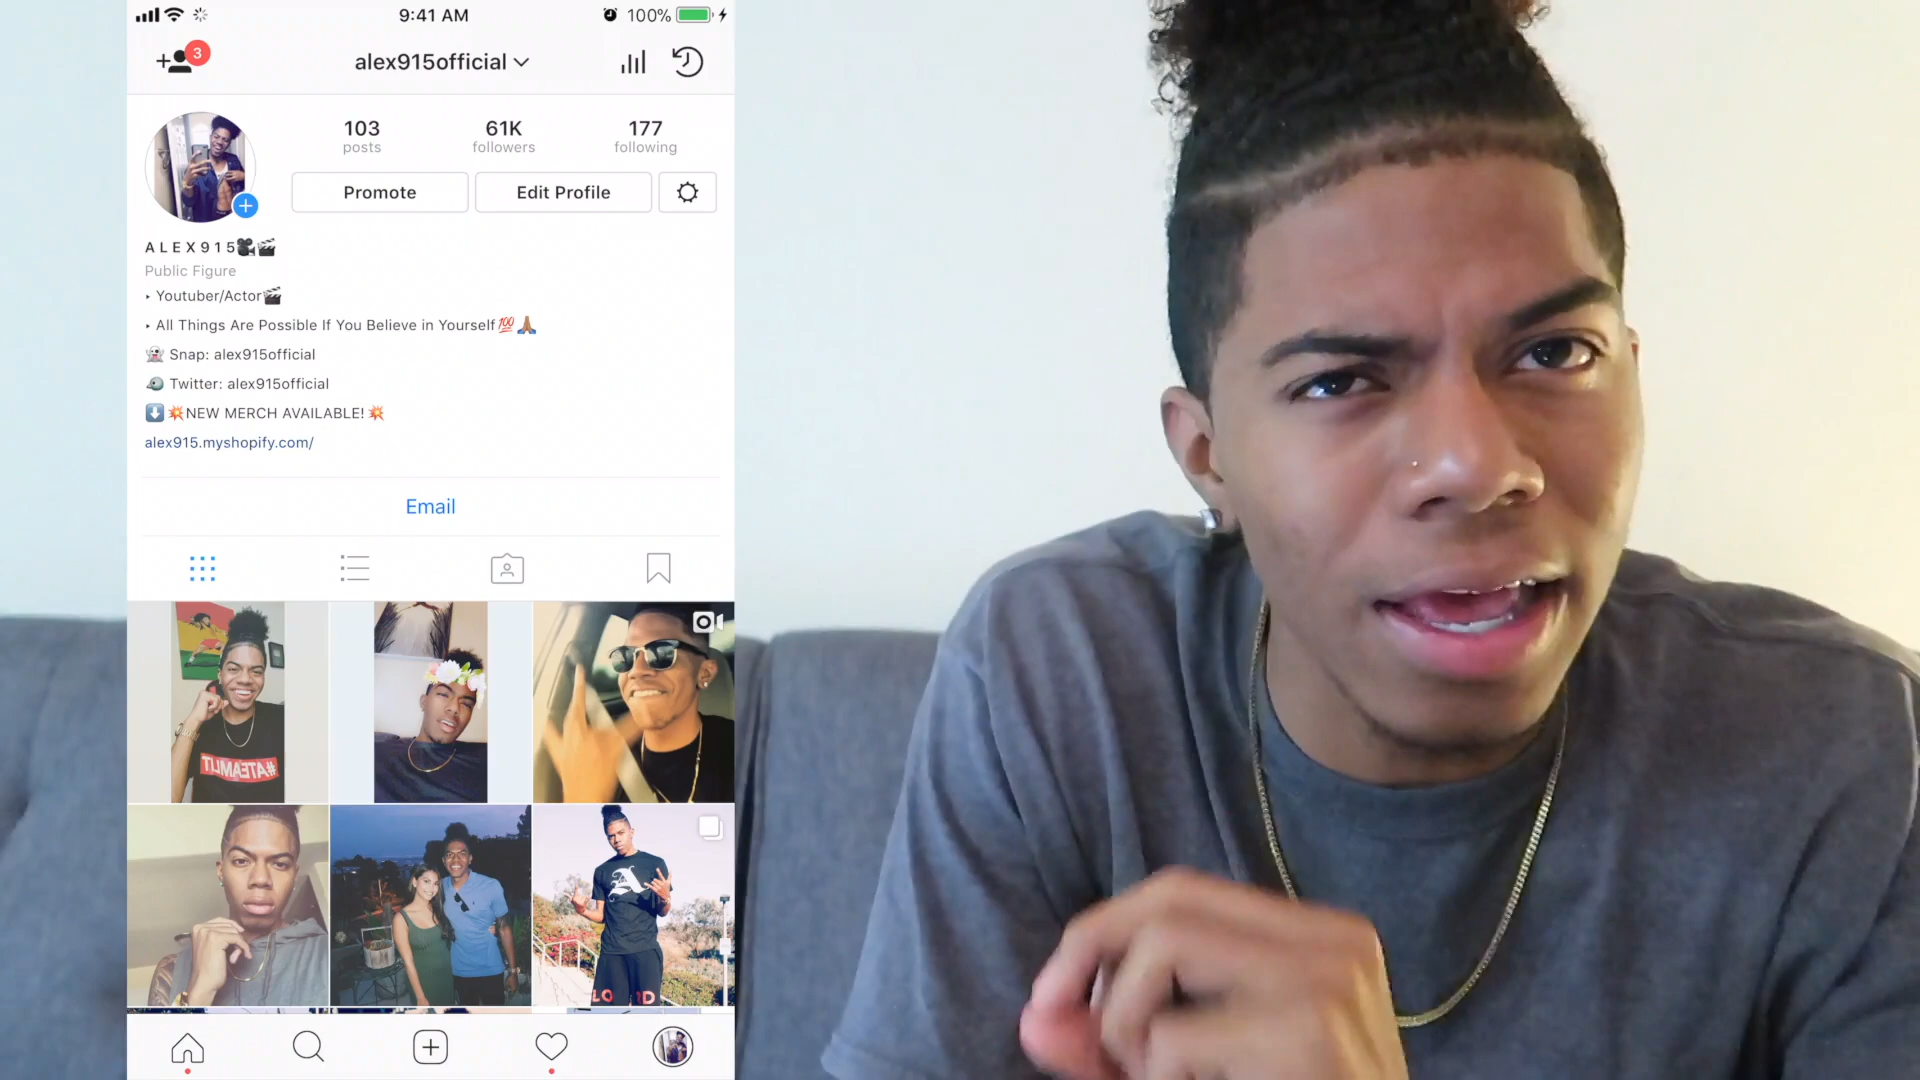 9:41 AM
100%
3
alex915official
103
posts
61K
followers
177
following
Promote
Edit Profile
ALEX915🎥🎬
Public Figure
‣ Youtuber/Actor🎬
‣ All Things Are Possible If You Believe in Yourself💯🙏🏽
👻 Snap: alex915official
🐦 Twitter: alex915official
⬇️💥NEW MERCH AVAILABLE!💥
alex915.myshopify.com/
Email
#ATEAMLIT
A